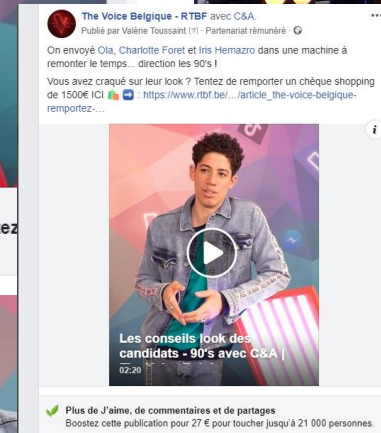 The Voice Belgique - RTBF avec C&A.
Publié par Valérie Toussaint [?] · Partenariat rémunéré ·
On envoyé Ola, Charlotte Foret et Iris Hemazro dans une machine à
remonter le temps... direction les 90's !
Vous avez craqué sur leur look ? Tentez de remporter un chèque shopping
de 1500€ ICI 🛍️ ➡️ : https://www.rtbf.be/.../article_the-voice-belgique-
remportez-...
i
ez
Les conseils look des
candidats - 90's avec C&A |
02:20
Plus de J'aime, de commentaires et de partages
Boostez cette publication pour 27 € pour toucher jusqu'à 21 000 personnes.